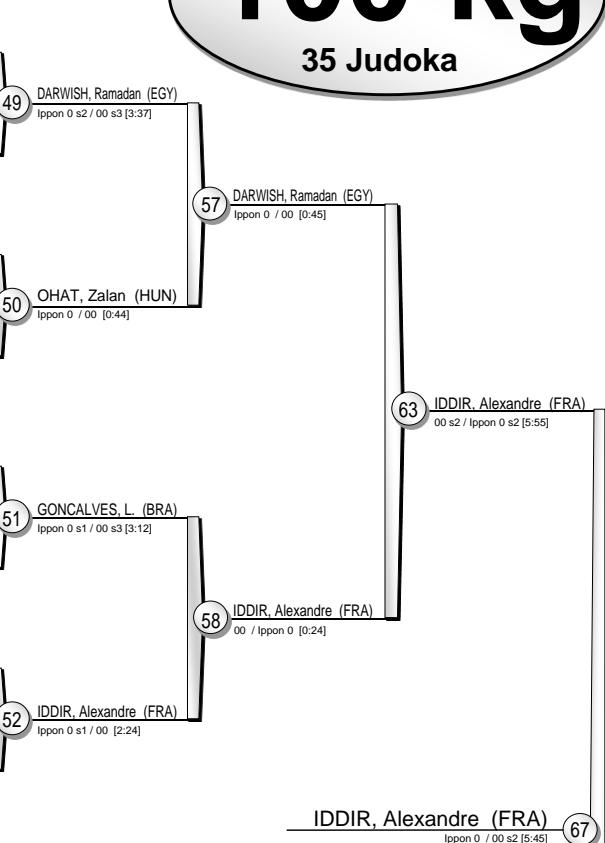 100 kg
35 Judoka
49
DARWISH, Ramadan (EGY)
Ippon 0 s2 / 00 s3 [3:37]
57
DARWISH, Ramadan (EGY)
Ippon 0 / 00 [0:45]
50
OHAT, Zalan (HUN)
Ippon 0 / 00 [0:44]
63
IDDIR, Alexandre (FRA)
00 s2 / Ippon 0 s2 [5:55]
51
GONCALVES, L. (BRA)
Ippon 0 s1 / 00 s3 [3:12]
58
IDDIR, Alexandre (FRA)
00 / Ippon 0 [0:24]
52
IDDIR, Alexandre (FRA)
Ippon 0 s1 / 00 [2:24]
IDDIR, Alexandre (FRA)
67
Ippon 0 / 00 s2 [5:45]